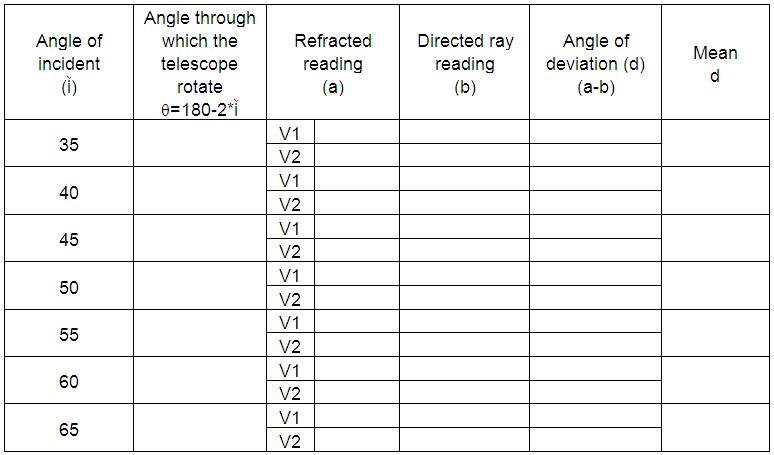 Angle of
incident
(ǐ)
Angle through
which the
telescope
rotate
θ=180-2*ǐ
Refracted
reading
(a)
Directed ray
reading
(b)
Angle of
deviation (d)
(a-b)
Mean
d
35
V1
V2
40
V1
V2
45
V1
V2
50
V1
V2
55
V1
V2
60
V1
V2
65
V1
V2